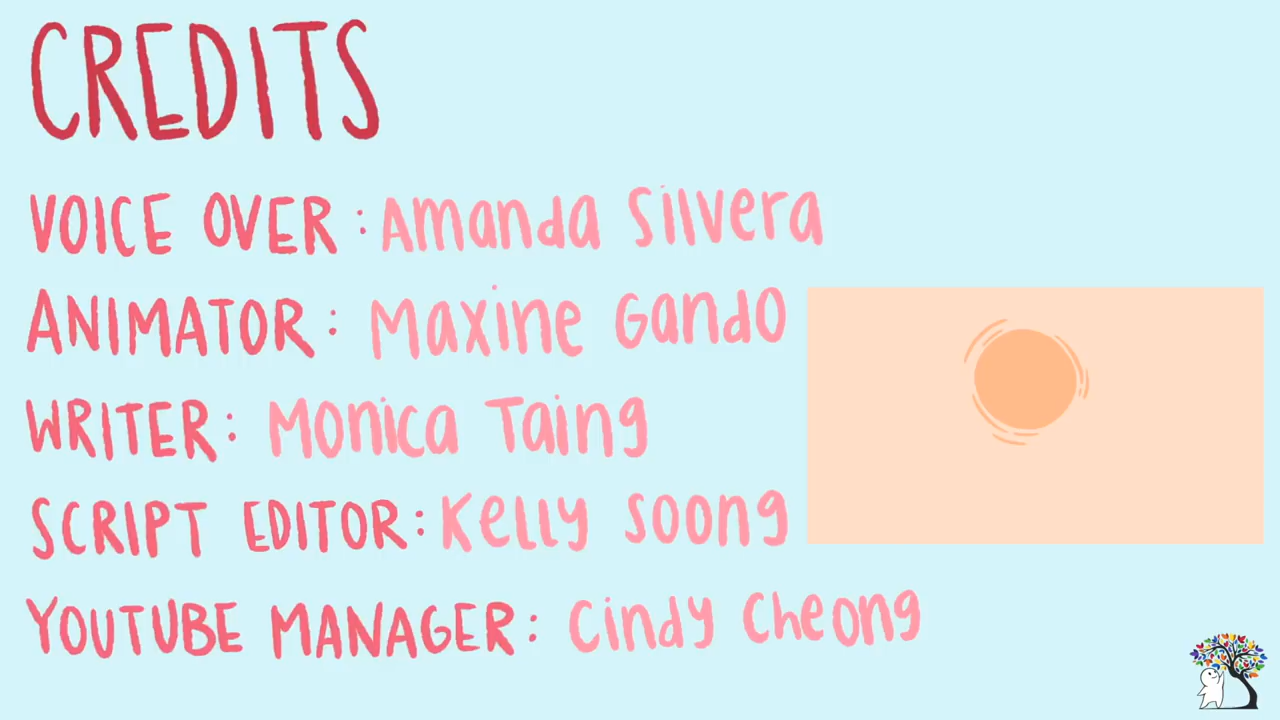 CREDITS
VOICE OVER: Amanda Silvera
ANIMATOR: Maxine Gando
WRITER: Monica Taing
SCRIPT EDITOR: Kelly Soong
YOUTUBE MANAGER: Cindy Cheong